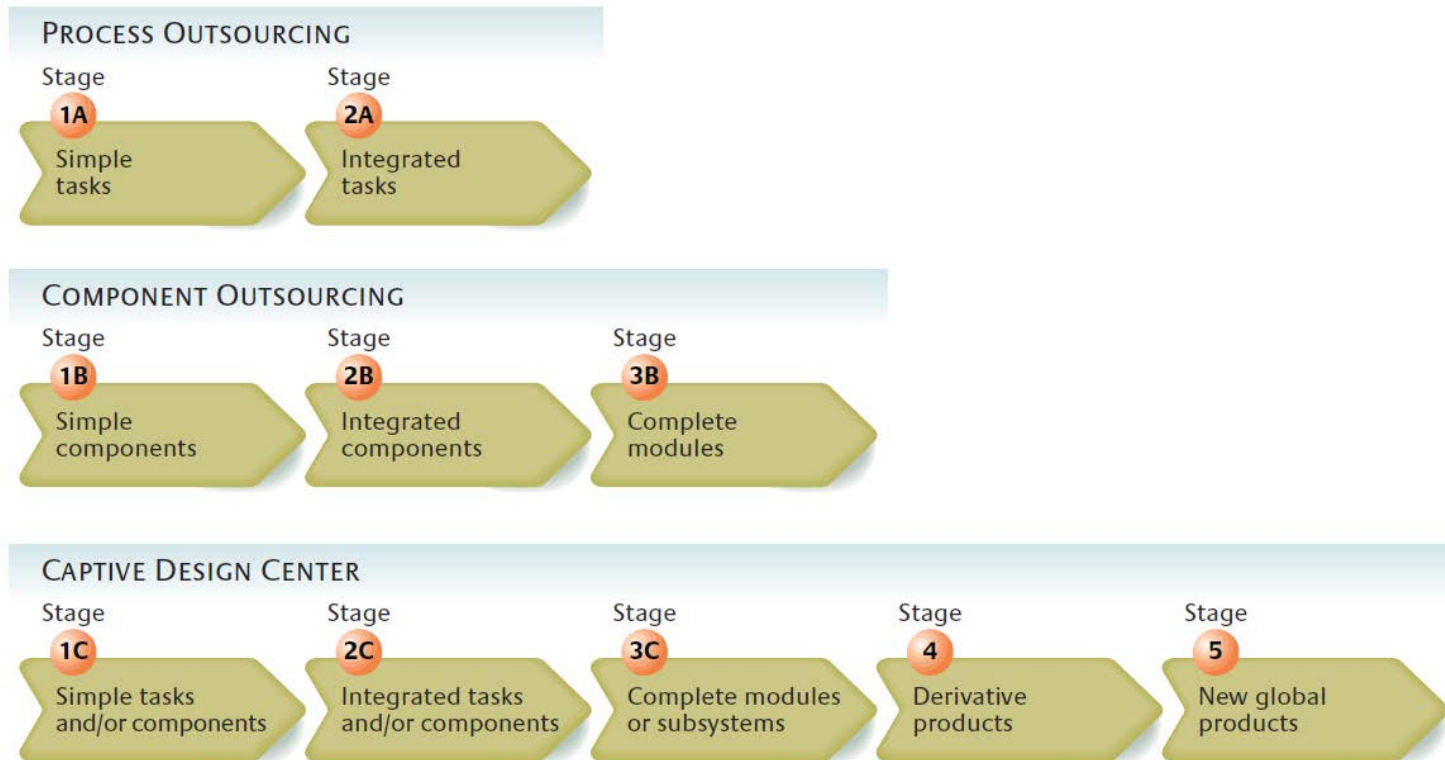 PROCESS OUTSOURCING
Stage Stage
1A 2A
Simple tasks
Integrated tasks
COMPONENT OUTSOURCING
Stage Stage Stage
1B 2B 3B
Simple components
Integrated components
Complete modules
CAPTIVE DESIGN CENTER
Stage Stage Stage Stage Stage
1C 2C 3C 4 5
Simple tasks and/or components
Integrated tasks and/or components
Complete modules or subsystems
Derivative products
New global products